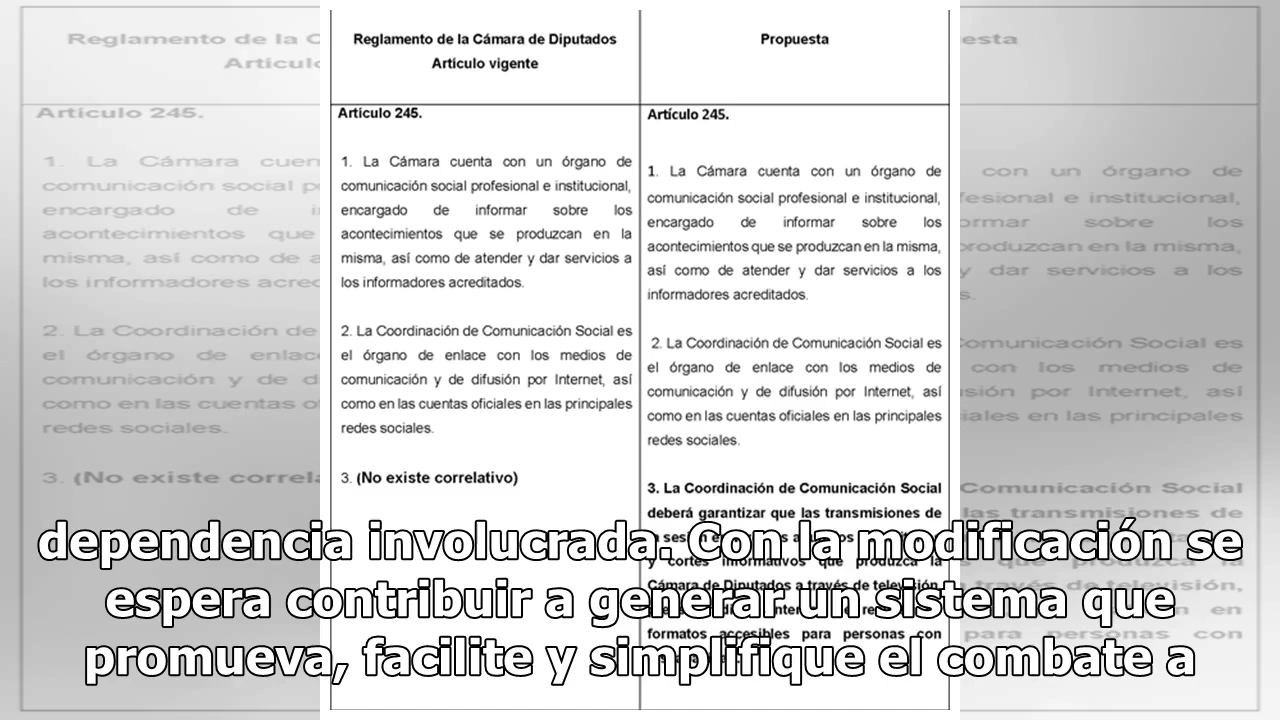 Reglamento de la Cámara de Diputados
Artículo vigente
Artículo 245.
1. La Cámara cuenta con un órgano de
comunicación social profesional e institucional,
encargado de informar sobre los
acontecimientos que se produzcan en la
misma, así como de atender y dar servicios a
los informadores acreditados.
2. La Coordinación de Comunicación Social es
el órgano de enlace con los medios de
comunicación y de difusión por Internet, así
como en las cuentas oficiales en las principales
redes sociales.
3. (No existe correlativo)
Propuesta
Artículo 245.
1. La Cámara cuenta con un órgano de
comunicación social profesional e institucional,
encargado de informar sobre los
acontecimientos que se produzcan en la misma,
así como de atender y dar servicios a los
informadores acreditados.
2. La Coordinación de Comunicación Social es
el órgano de enlace con los medios de
comunicación y de difusión por Internet, así
como en las cuentas oficiales en las principales
redes sociales.
3. La Coordinación de Comunicación Social
deberá garantizar que las transmisiones de
y cortes informativos que produzca la
Cámara de Diputados a través de televisión,
formatos accesibles para personas con
dependencia involucrada. Con la modificación se
espera contribuir a generar un sistema que
promueva, facilite y simplifique el combate a